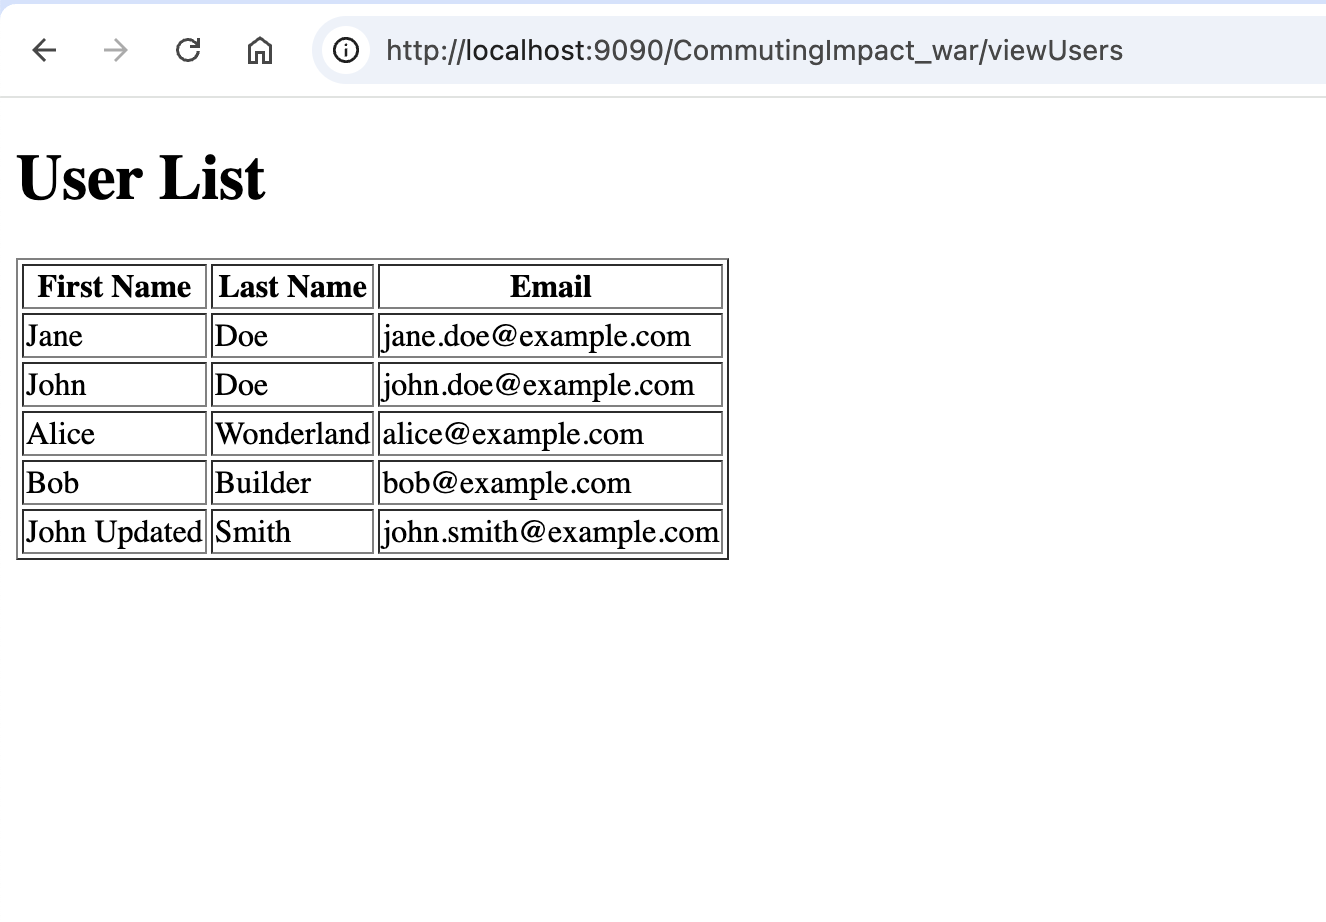 http://localhost:9090/CommutingImpact_war/viewUsers
User List
First Name Last Name Email
Jane Doe jane.doe@example.com
John Doe john.doe@example.com
Alice Wonderland alice@example.com
Bob Builder bob@example.com
John Updated Smith john.smith@example.com